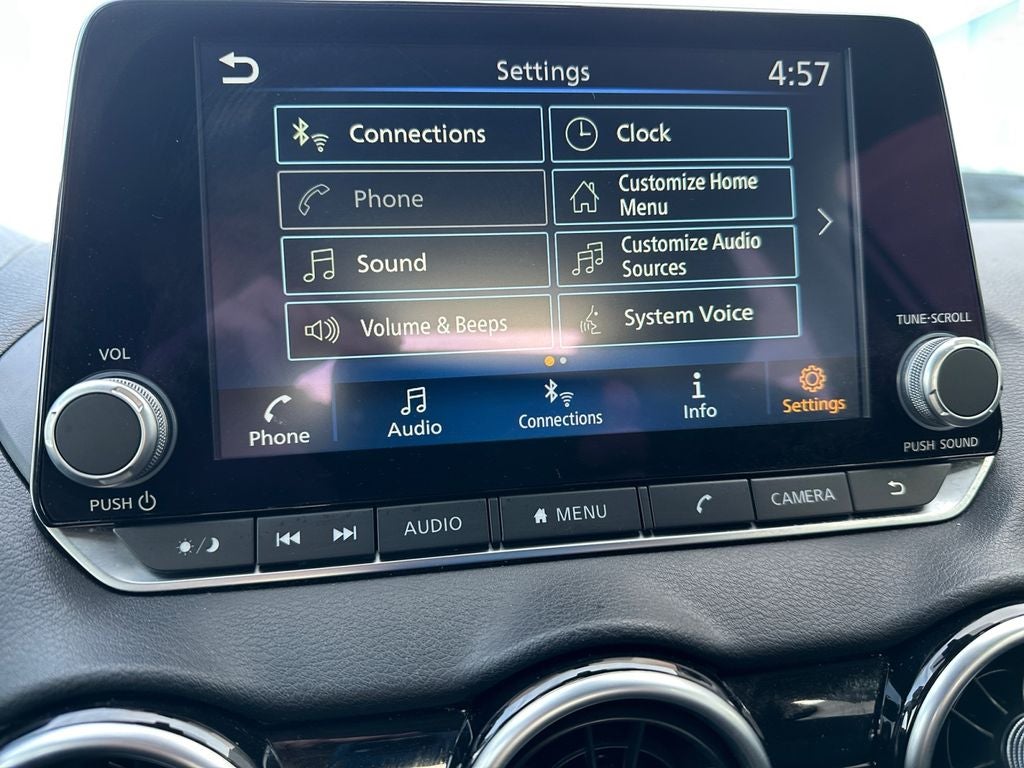 Settings
4:57
Connections
Clock
Phone
Customize Home
Menu
Sound
Customize Audio
Sources
Volume & Beeps
System Voice
Phone
Audio
Connections
Info
Settings
VOL
PUSH
TUNE·SCROLL
PUSH SOUND
AUDIO
MENU
CAMERA